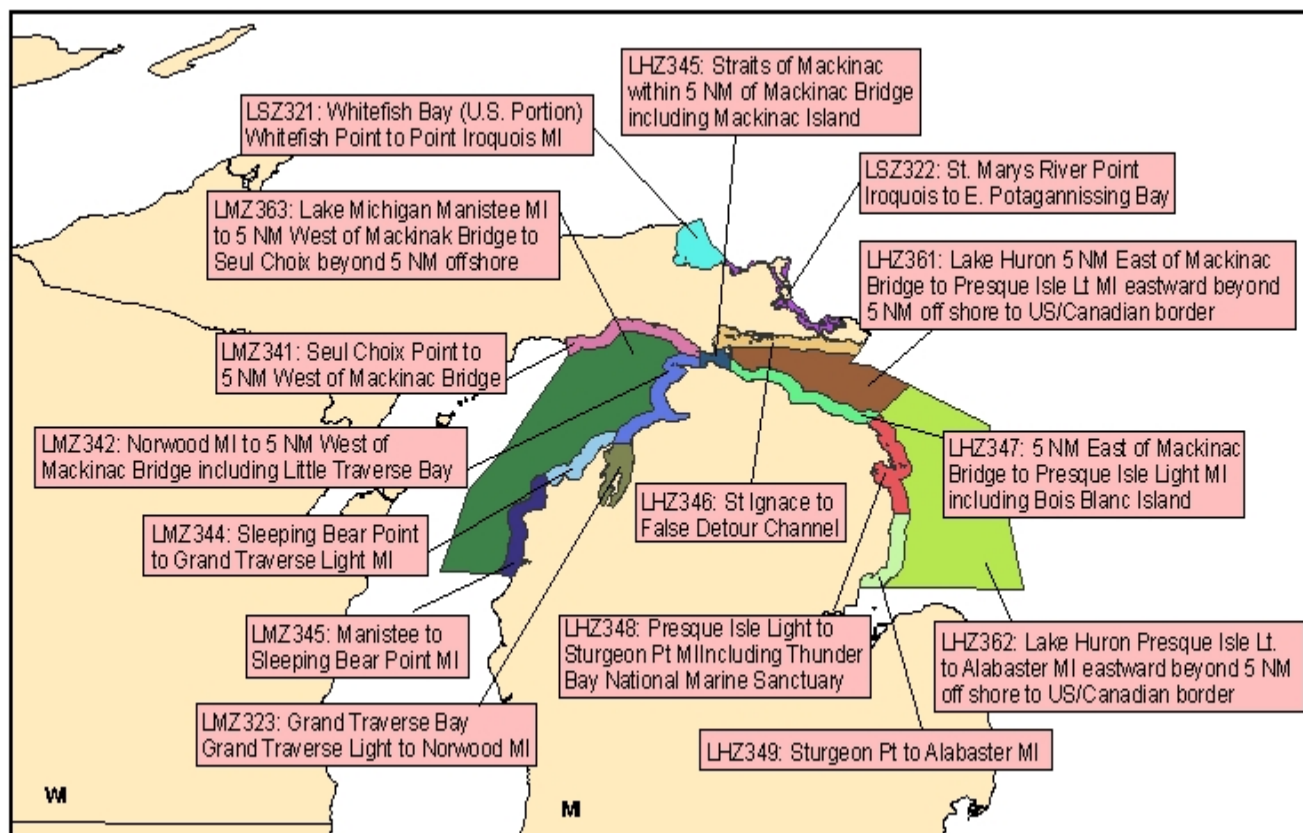 LHZ345: Straits of Mackinac
within 5 NM of Mackinac Bridge
including Mackinac Island
LSZ321: Whitefish Bay (U.S. Portion)
Whitefish Point to Point Iroquois MI
LSZ322: St. Marys River Point
Iroquois to E. Potagannissing Bay
LMZ363: Lake Michigan Manistee MI
to 5 NM West of Mackinak Bridge to
Seul Choix beyond 5 NM offshore
LHZ361: Lake Huron 5 NM East of Mackinac
Bridge to Presque Isle Lt MI eastward beyond
5 NM off shore to US/Canadian border
LMZ341: Seul Choix Point to
5 NM West of Mackinac Bridge
LMZ342: Norwood MI to 5 NM West of
Mackinac Bridge including Little Traverse Bay
LHZ347: 5 NM East of Mackinac
Bridge to Presque Isle Light MI
including Bois Blanc Island
LHZ346: St Ignace to
False Detour Channel
LMZ344: Sleeping Bear Point
to Grand Traverse Light MI
LMZ345: Manistee to
Sleeping Bear Point MI
LHZ348: Presque Isle Light to
Sturgeon Pt MIIncluding Thunder
Bay National Marine Sanctuary
LHZ362: Lake Huron Presque Isle Lt.
to Alabaster MI eastward beyond 5 NM
off shore to US/Canadian border
LMZ323: Grand Traverse Bay
Grand Traverse Light to Norwood MI
LHZ349: Sturgeon Pt to Alabaster MI
WI
MI